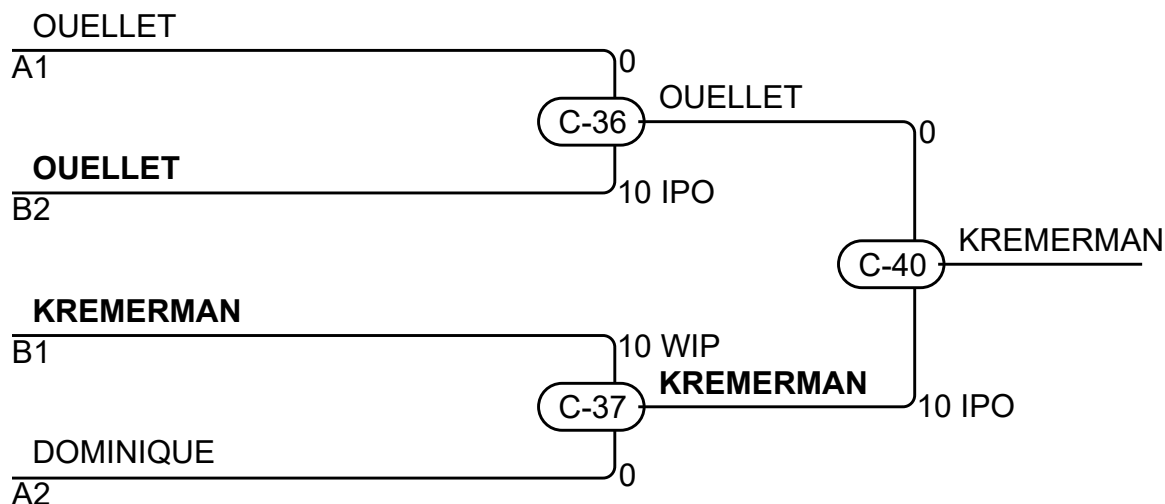 OUELLET
A1
0
C-36
OUELLET
0
OUELLET
B2
10 IPO
C-40
KREMERMAN
KREMERMAN
B1
10 WIP
C-37
KREMERMAN
10 IPO
DOMINIQUE
A2
0